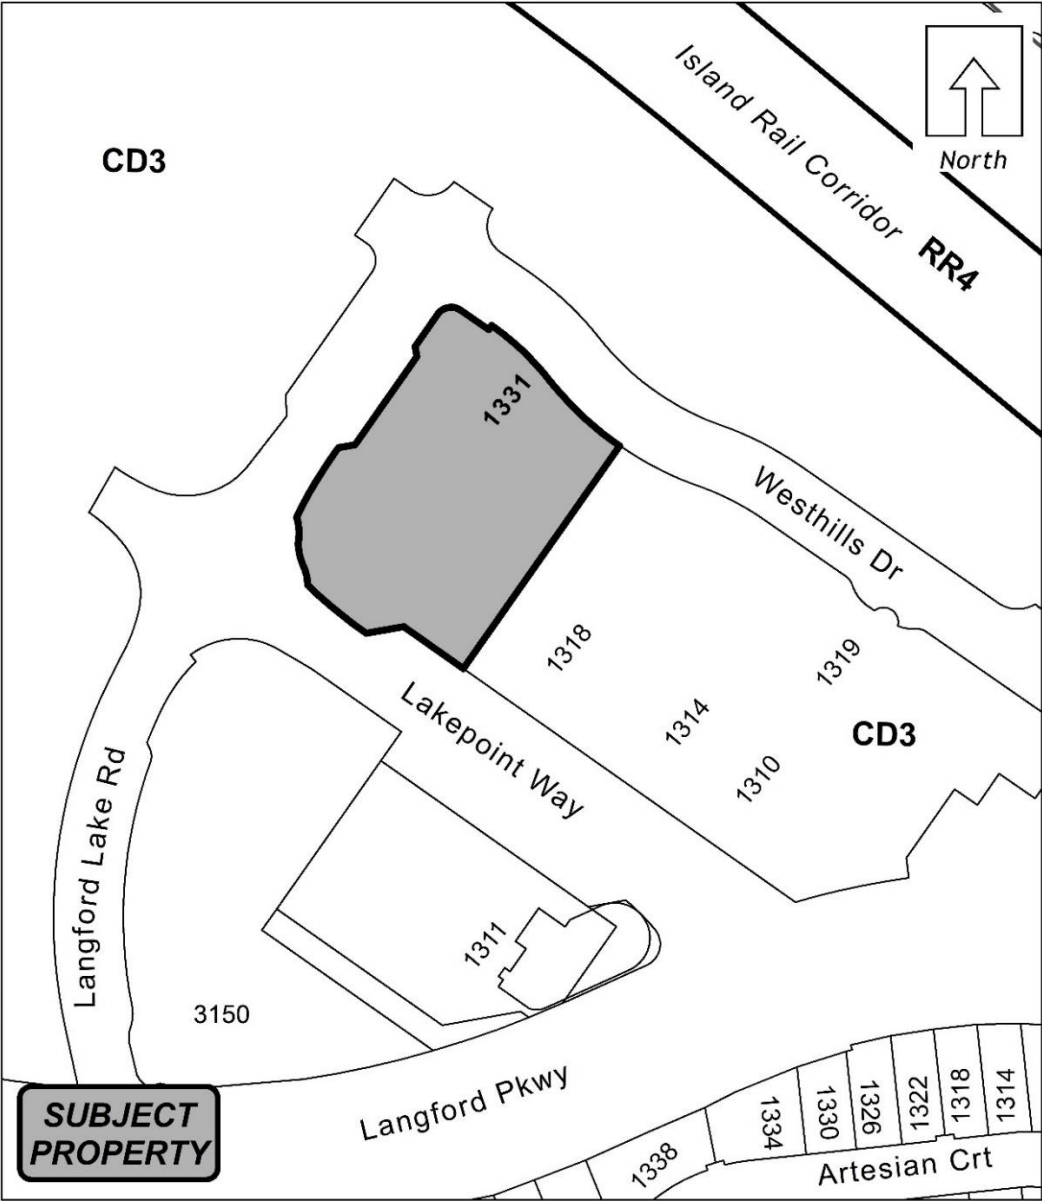 Island Rail Corridor
RR4
North
CD3
1331
Westhills Dr
1318
1319
1314
1310
CD3
Lakepoint Way
Langford Lake Rd
1311
3150
Langford Pkwy
1338
1334
1330
1326
1322
1318
1314
Artesian Crt
SUBJECT
PROPERTY